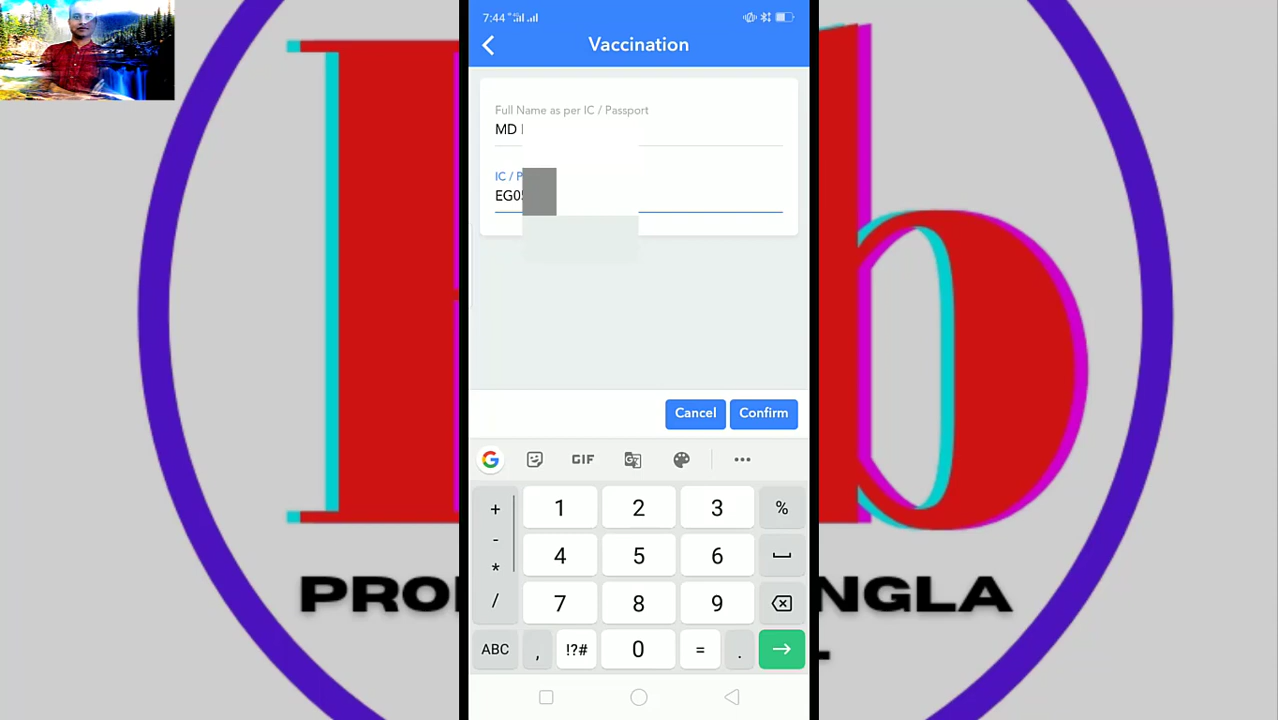 7:44
Vaccination
Full Name as per IC / Passport
MD
IC / P
EG05
Cancel Confirm
G GIF
+ 1 2 3 %
- 4 5 6
*
/ 7 8 9
ABC , !?# 0 = .
PRO NGLA